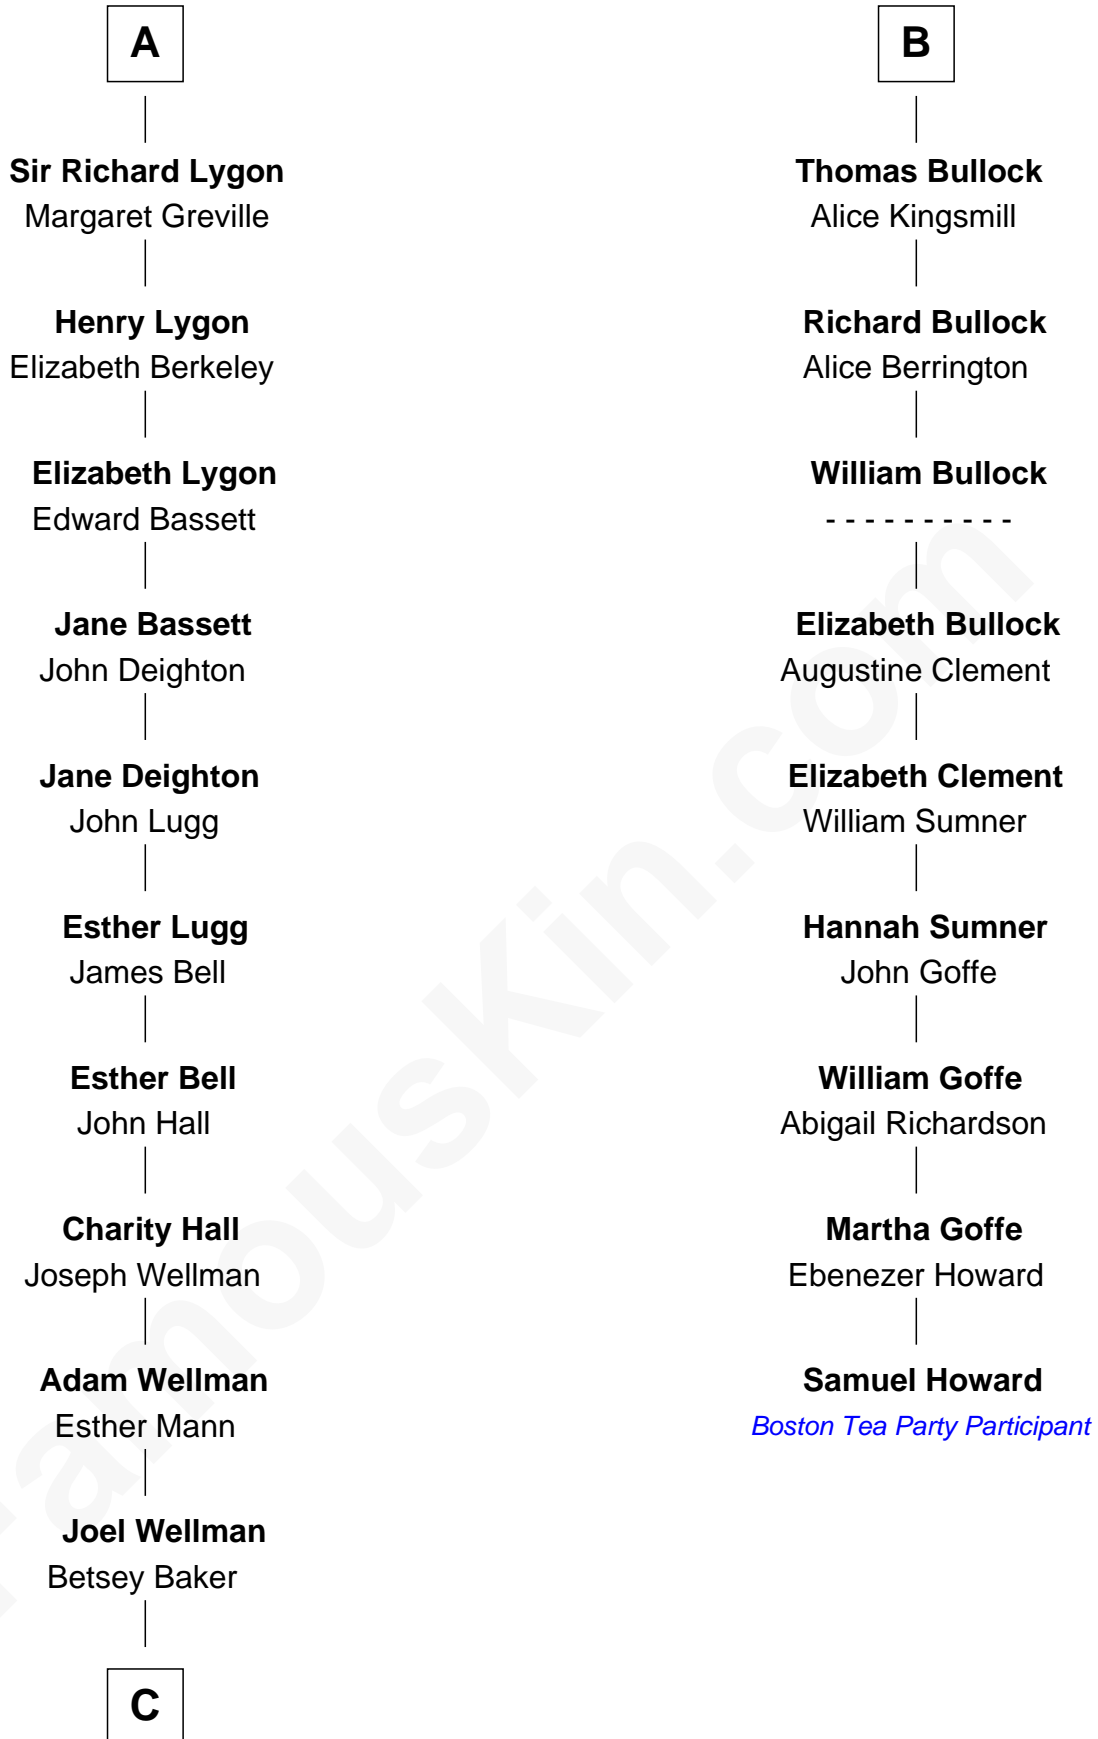 A
Sir Richard Lygon
Margaret Greville
Henry Lygon
Elizabeth Berkeley
Elizabeth Lygon
Edward Bassett
Jane Bassett
John Deighton
Jane Deighton
John Lugg
Esther Lugg
James Bell
Esther Bell
John Hall
Charity Hall
Joseph Wellman
Adam Wellman
Esther Mann
Joel Wellman
Betsey Baker
C
B
Thomas Bullock
Alice Kingsmill
Richard Bullock
Alice Berrington
William Bullock
- - - - - - - - - -
Elizabeth Bullock
Augustine Clement
Elizabeth Clement
William Sumner
Hannah Sumner
John Goffe
William Goffe
Abigail Richardson
Martha Goffe
Ebenezer Howard
Samuel Howard
Boston Tea Party Participant
FamousKin.com